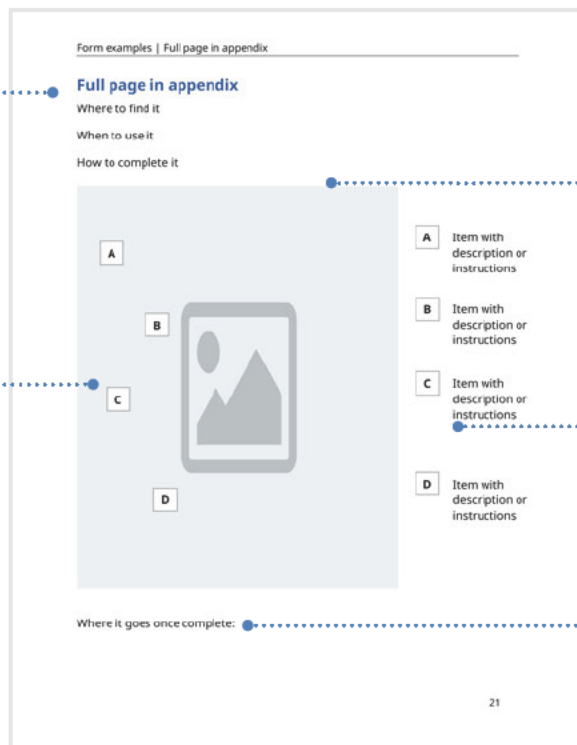 Form examples | Full page in appendix
Full page in appendix
Where to find it
When to use it
How to complete it
A
B
C
D
A Item with
description or
instructions
B Item with
description or
instructions
C Item with
description or
instructions
D Item with
description or
instructions
Where it goes once complete:
21